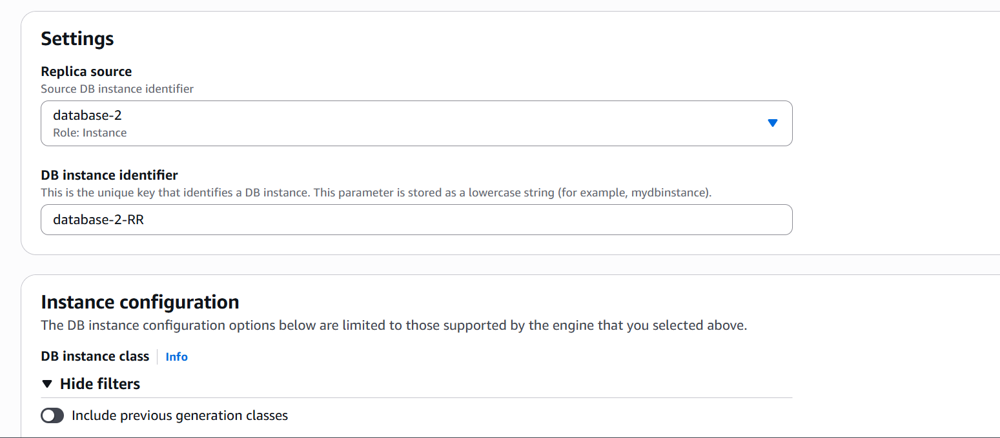 Settings
Replica source
Source DB instance identifier
database-2
Role: Instance
DB instance identifier
This is the unique key that identifies a DB instance. This parameter is stored as a lowercase string (for example, mydbinstance).
database-2-RR
Instance configuration
The DB instance configuration options below are limited to those supported by the engine that you selected above.
DB instance class Info
Hide filters
Include previous generation classes